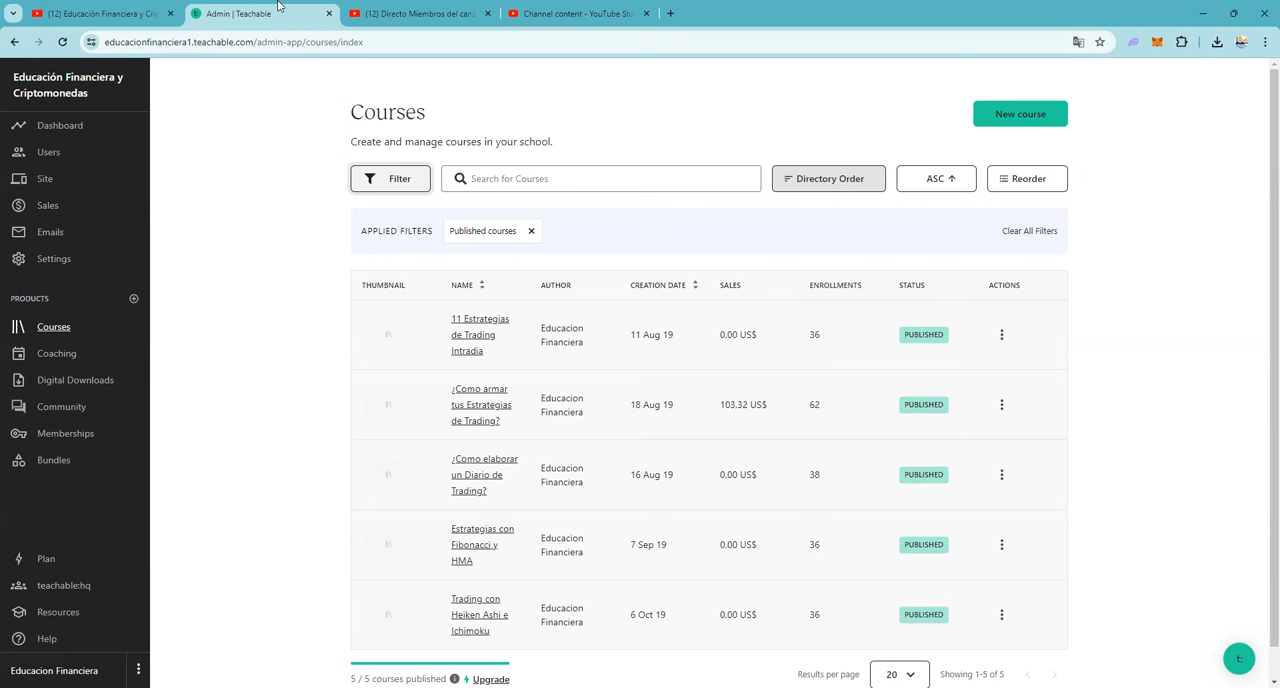 (12) Educación Financiera y Crip
Admin | Teachable
(12) Directo Miembros del cana
Channel content - YouTube Stu
educacionfinanciera1.teachable.com/admin-app/courses/index
Educación Financiera y
Criptomonedas
Dashboard
Users
Site
Sales
Emails
Settings
PRODUCTS
Courses
Coaching
Digital Downloads
Community
Memberships
Bundles
Plan
teachable:hq
Resources
Help
Educacion Financiera
Courses
New course
Create and manage courses in your school.
Filter
Search for Courses
Directory Order
ASC ↑
Reorder
APPLIED FILTERS
Published courses ×
Clear All Filters
THUMBNAIL NAME AUTHOR CREATION DATE SALES ENROLLMENTS STATUS ACTIONS
11 Estrategias
de Trading
Intradia
Educacion
Financiera
11 Aug 19
0,00 US$
36
PUBLISHED
¿Como armar
tus Estrategias
de Trading?
Educacion
Financiera
18 Aug 19
103,32 US$
62
PUBLISHED
¿Como elaborar
un Diario de
Trading?
Educacion
Financiera
16 Aug 19
0,00 US$
38
PUBLISHED
Estrategias con
Fibonacci y
HMA
Educacion
Financiera
7 Sep 19
0,00 US$
36
PUBLISHED
Trading con
Heiken Ashi e
Ichimoku
Educacion
Financiera
6 Oct 19
0,00 US$
36
PUBLISHED
5 / 5 courses published
Upgrade
Results per page
20
Showing 1-5 of 5
t: